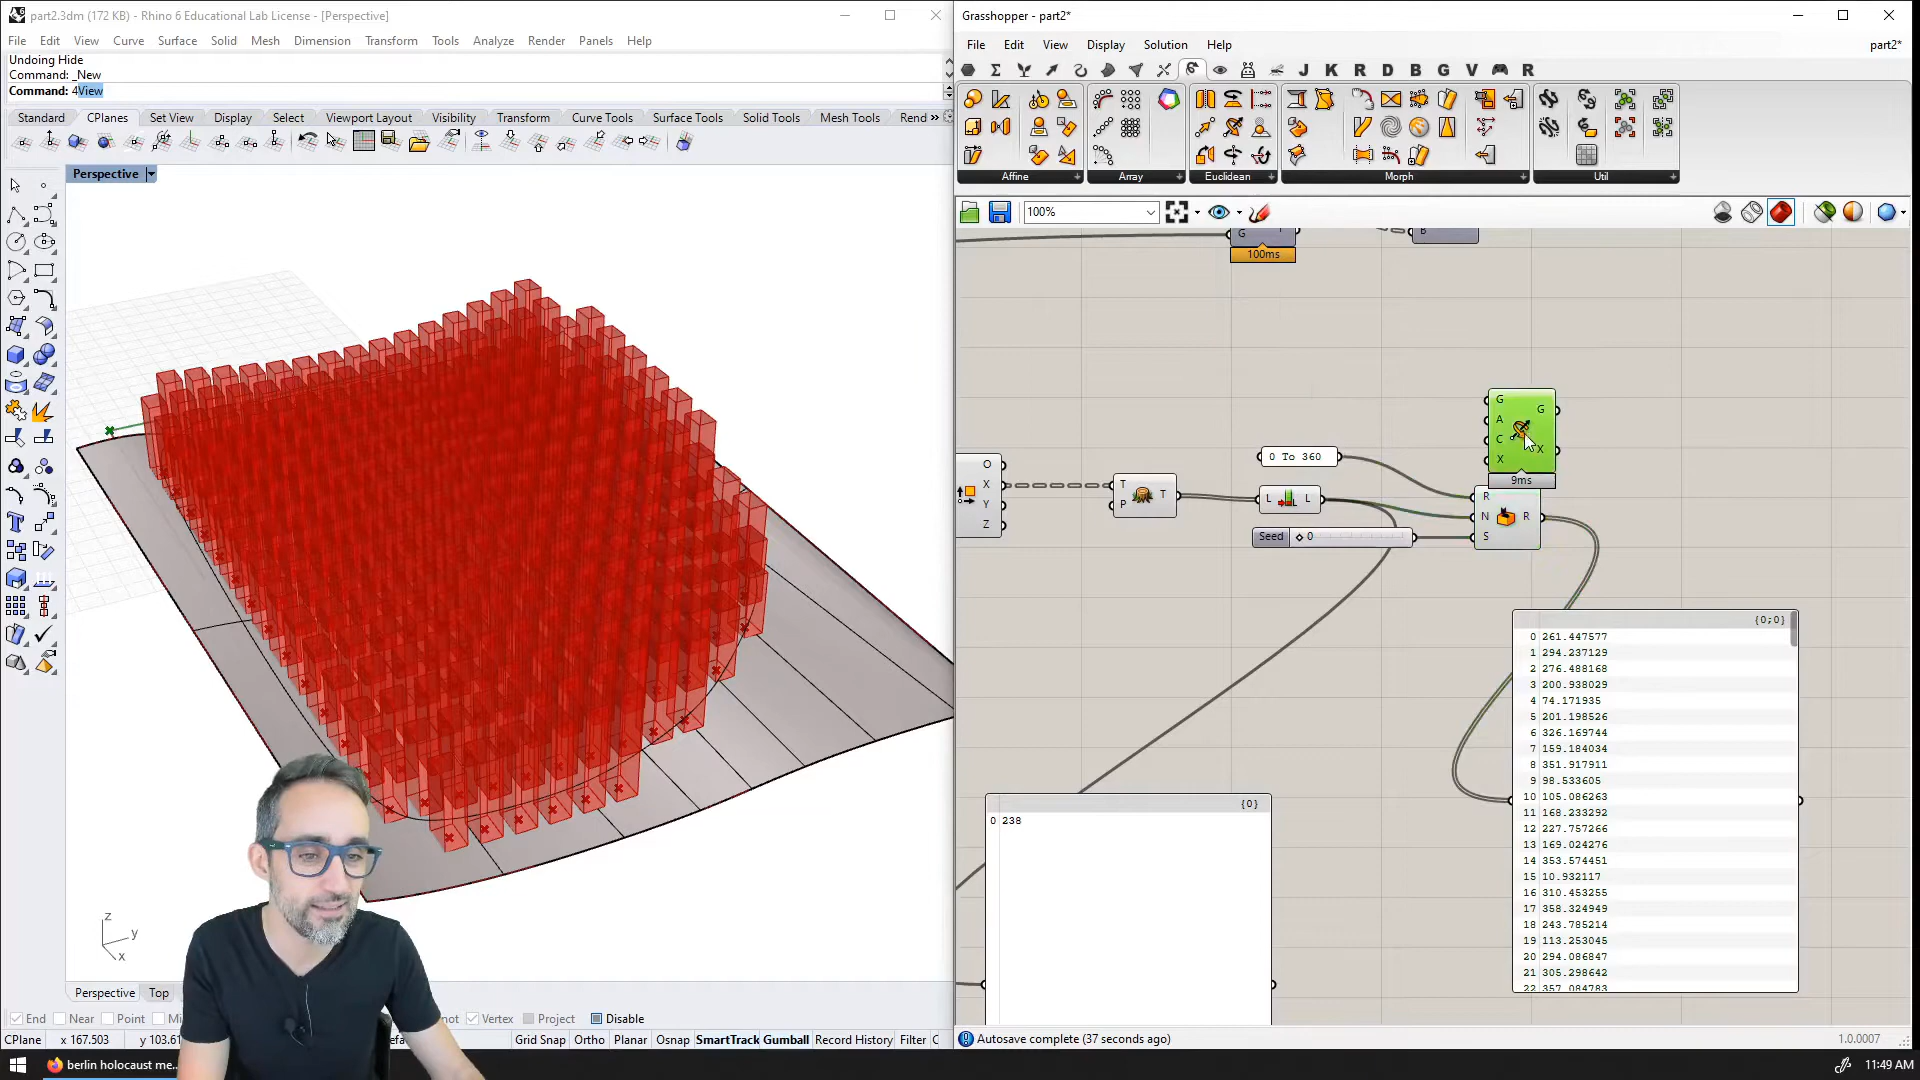 part2.3dm (172 KB) - Rhino 6 Educational Lab License - [Perspective]
File Edit View Curve Surface Solid Mesh Dimension Transform Tools Analyze Render Panels Help
Undoing Hide
Command: _New
Command: 4View
Standard CPlanes Set View Display Select Viewport Layout Visibility Transform Curve Tools Surface Tools Solid Tools Mesh Tools Rend »
Perspective
z
y
x
Perspective Top
End Near Point Mi not Vertex Project Disable
CPlane x 167.503 y 103.61 Grid Snap Ortho Planar Osnap SmartTrack Gumball Record History Filter
berlin holocaust me...
Grasshopper - part2*
File Edit View Display Solution Help part2*
J K R D B G V R
Affine Array Euclidean Morph Util
100%
G
B
100ms
G A C X G X
9ms
O X Y Z
T P T
0 To 360
L L
Seed 0
R N S R
{0;0}
0 261.447577
1 294.237129
2 276.488168
3 200.938029
4 74.171935
5 201.198526
6 326.169744
7 159.184034
8 351.917911
9 98.533605
10 105.086263
11 168.233292
12 227.757266
13 169.024276
14 353.574451
15 10.932117
16 310.453255
17 358.324949
18 243.785214
19 113.253045
20 294.086847
21 305.298642
22 357.084783
{0}
0 238
Autosave complete (37 seconds ago) 1.0.0007
11:49 AM